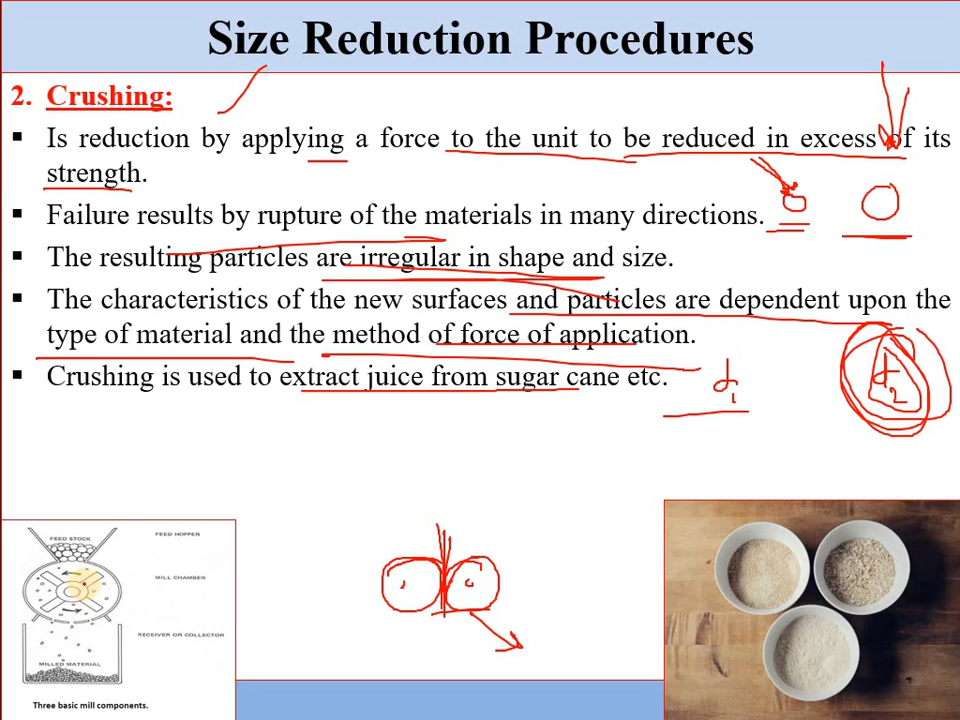 Size Reduction Procedures
2. Crushing:
▪ Is reduction by applying a force to the unit to be reduced in excess of its
strength.
▪ Failure results by rupture of the materials in many directions.
▪ The resulting particles are irregular in shape and size.
▪ The characteristics of the new surfaces and particles are dependent upon the
type of material and the method of force of application.
▪ Crushing is used to extract juice from sugar cane etc.
d1
d2
FEED STOCK
FEED HOPPER
MILL CHAMBER
RECEIVER OR COLLECTOR
MILLED MATERIAL
Three basic mill components.